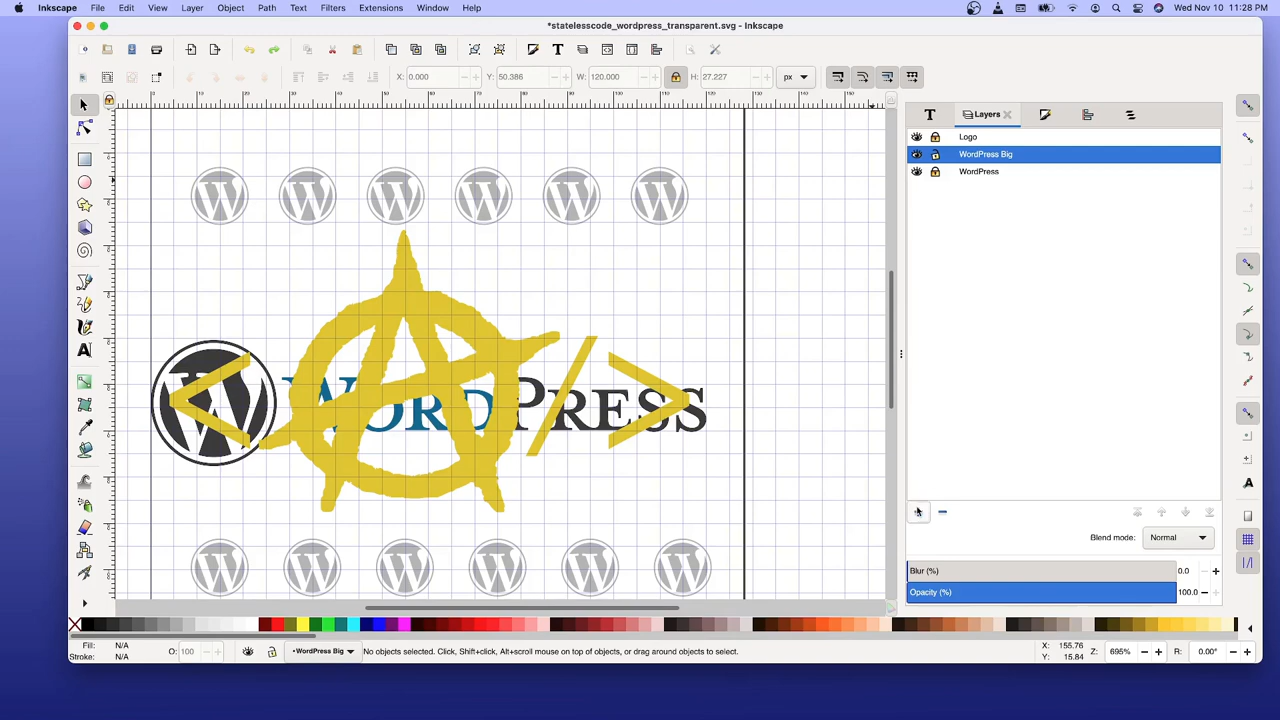 Inkscape File Edit View Layer Object Path Text Filters Extensions Window Help Wed Nov 10 11:28 PM
*statelesscode_wordpress_transparent.svg - Inkscape
X: 0.000 Y: 50.386 W: 120.000 H: 27.227 px
T Layers
Logo
WordPress Big
WordPress
< A / >
WORDPRESS
Blend mode: Normal
Blur (%) 0.0
Opacity (%) 100.0
Fill: N/A
Stroke: N/A
O: 100
•WordPress Big
No objects selected. Click, Shift+click, Alt+scroll mouse on top of objects, or drag around objects to select.
X: 155.76
Y: 15.84
Z: 695%
R: 0.00°